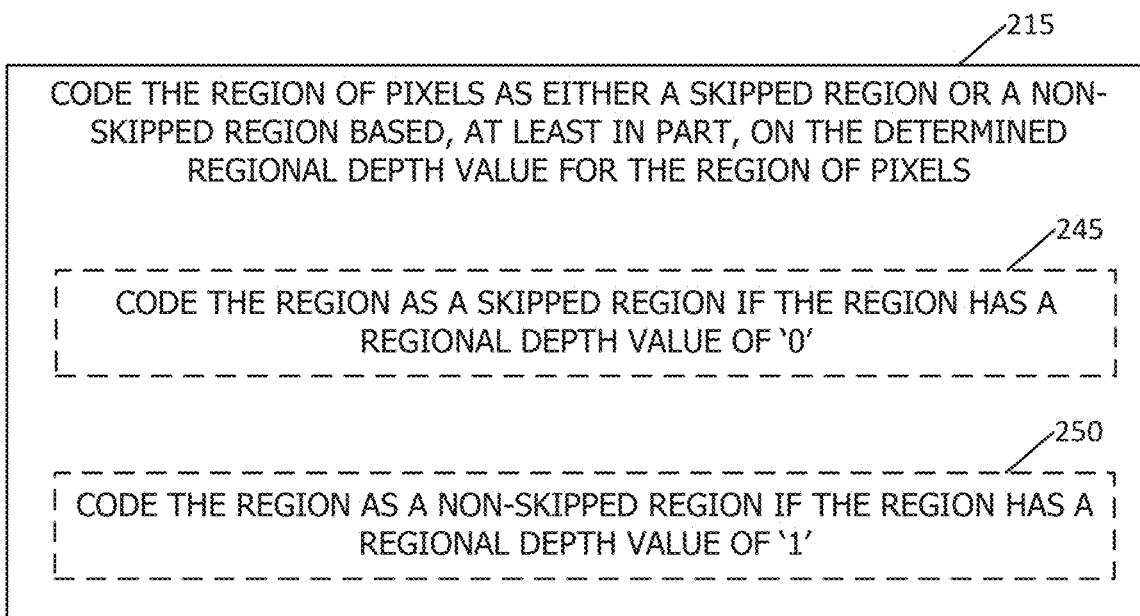 215
CODE THE REGION OF PIXELS AS EITHER A SKIPPED REGION OR A NON-
SKIPPED REGION BASED, AT LEAST IN PART, ON THE DETERMINED
REGIONAL DEPTH VALUE FOR THE REGION OF PIXELS
245
CODE THE REGION AS A SKIPPED REGION IF THE REGION HAS A
REGIONAL DEPTH VALUE OF ‘0’
250
CODE THE REGION AS A NON-SKIPPED REGION IF THE REGION HAS A
REGIONAL DEPTH VALUE OF ‘1’